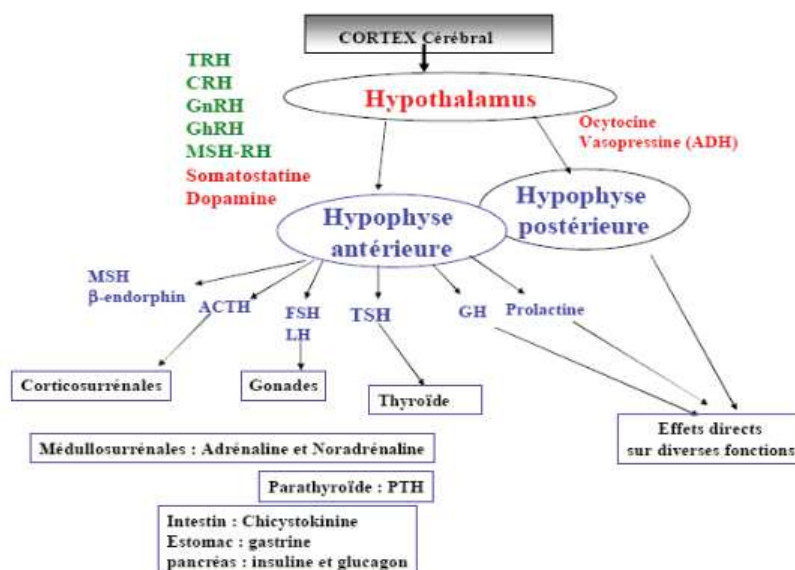 CORTEX Cérébral
TRH
CRH
GnRH
GhRH
MSH-RH
Somatostatine
Dopamine
Hypothalamus
Ocytocine
Vasopressine (ADH)
Hypophyse
antérieure
Hypophyse
postérieure
MSH
β-endorphin
ACTH
FSH
LH
TSH
GH
Prolactine
Corticosurrénales
Gonades
Thyroïde
Effets directs
sur diverses fonctions
Médullosurrénales : Adrénaline et Noradrénaline
Parathyroïde : PTH
Intestin : Chicystokinine
Estomac : gastrine
pancréas : insuline et glucagon